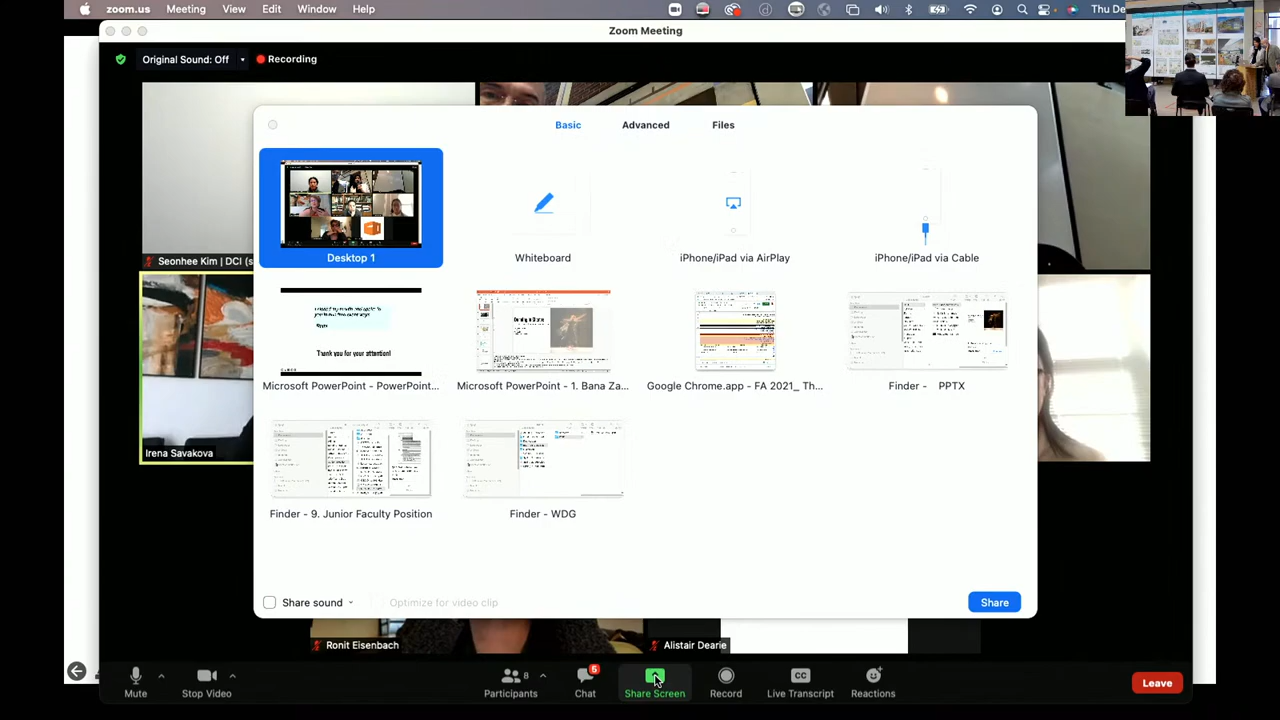 zoom.us Meeting View Edit Window Help Thu De
Zoom Meeting
Original Sound: Off
Recording
Basic Advanced Files
Desktop 1
Whiteboard
iPhone/iPad via AirPlay
iPhone/iPad via Cable
Seonhee Kim | DCI (s
Thank you for your attention!
Microsoft PowerPoint - PowerPoint...
Microsoft PowerPoint - 1. Bana Za...
Google Chrome.app - FA 2021_ Th...
Finder - PPTX
Irena Savakova
Finder - 9. Junior Faculty Position
Finder - WDG
Share sound
Optimize for video clip
Share
Ronit Eisenbach
Alistair Dearie
8
5
CC
Mute
Stop Video
Participants
Chat
Share Screen
Record
Live Transcript
Reactions
Leave